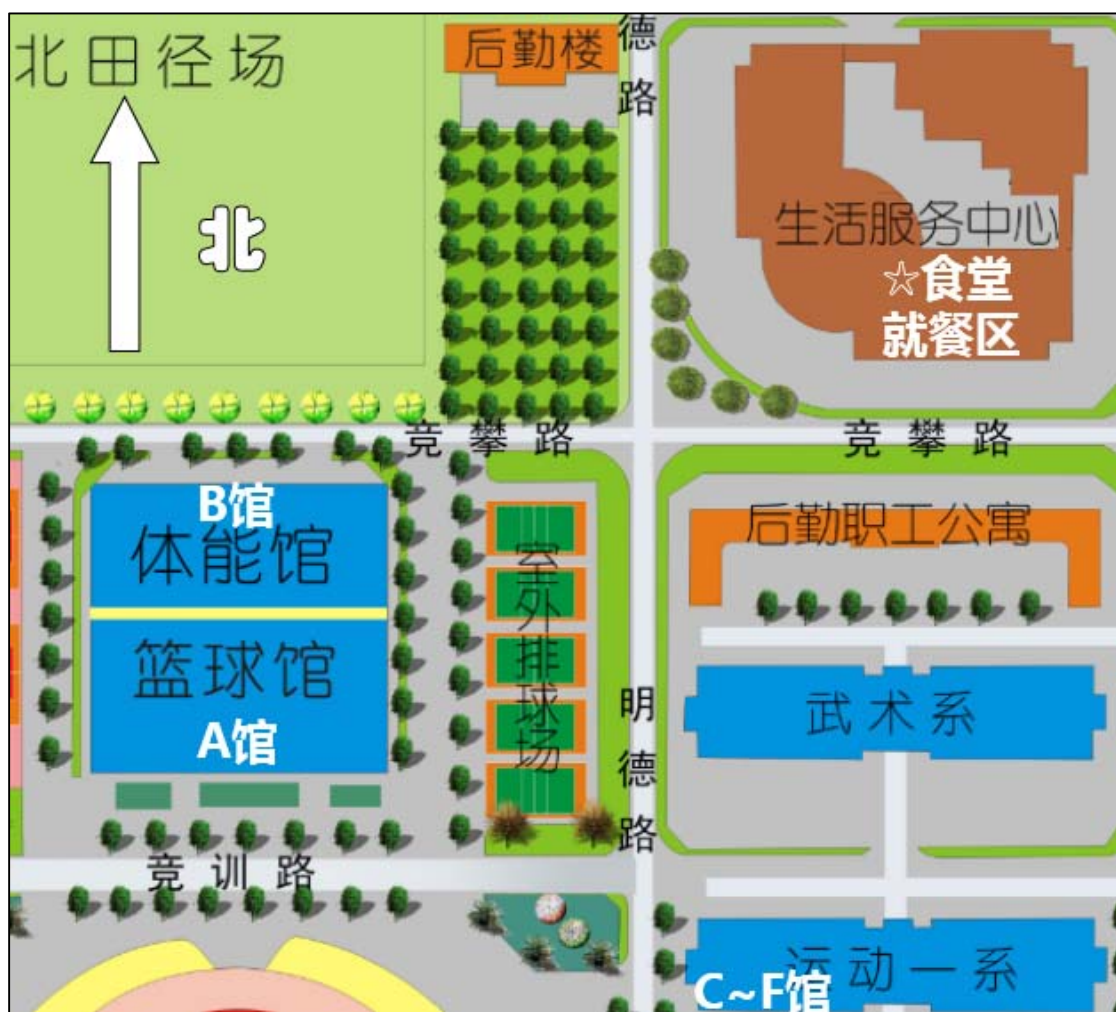 北田径场
后勤楼
德路
北
生活服务中心
☆食堂
就餐区
竞攀路
竞攀路
B馆
体能馆
篮球馆
A馆
室外排球场
后勤职工公寓
明德路
武术系
竞训路
运动一系
C~F馆